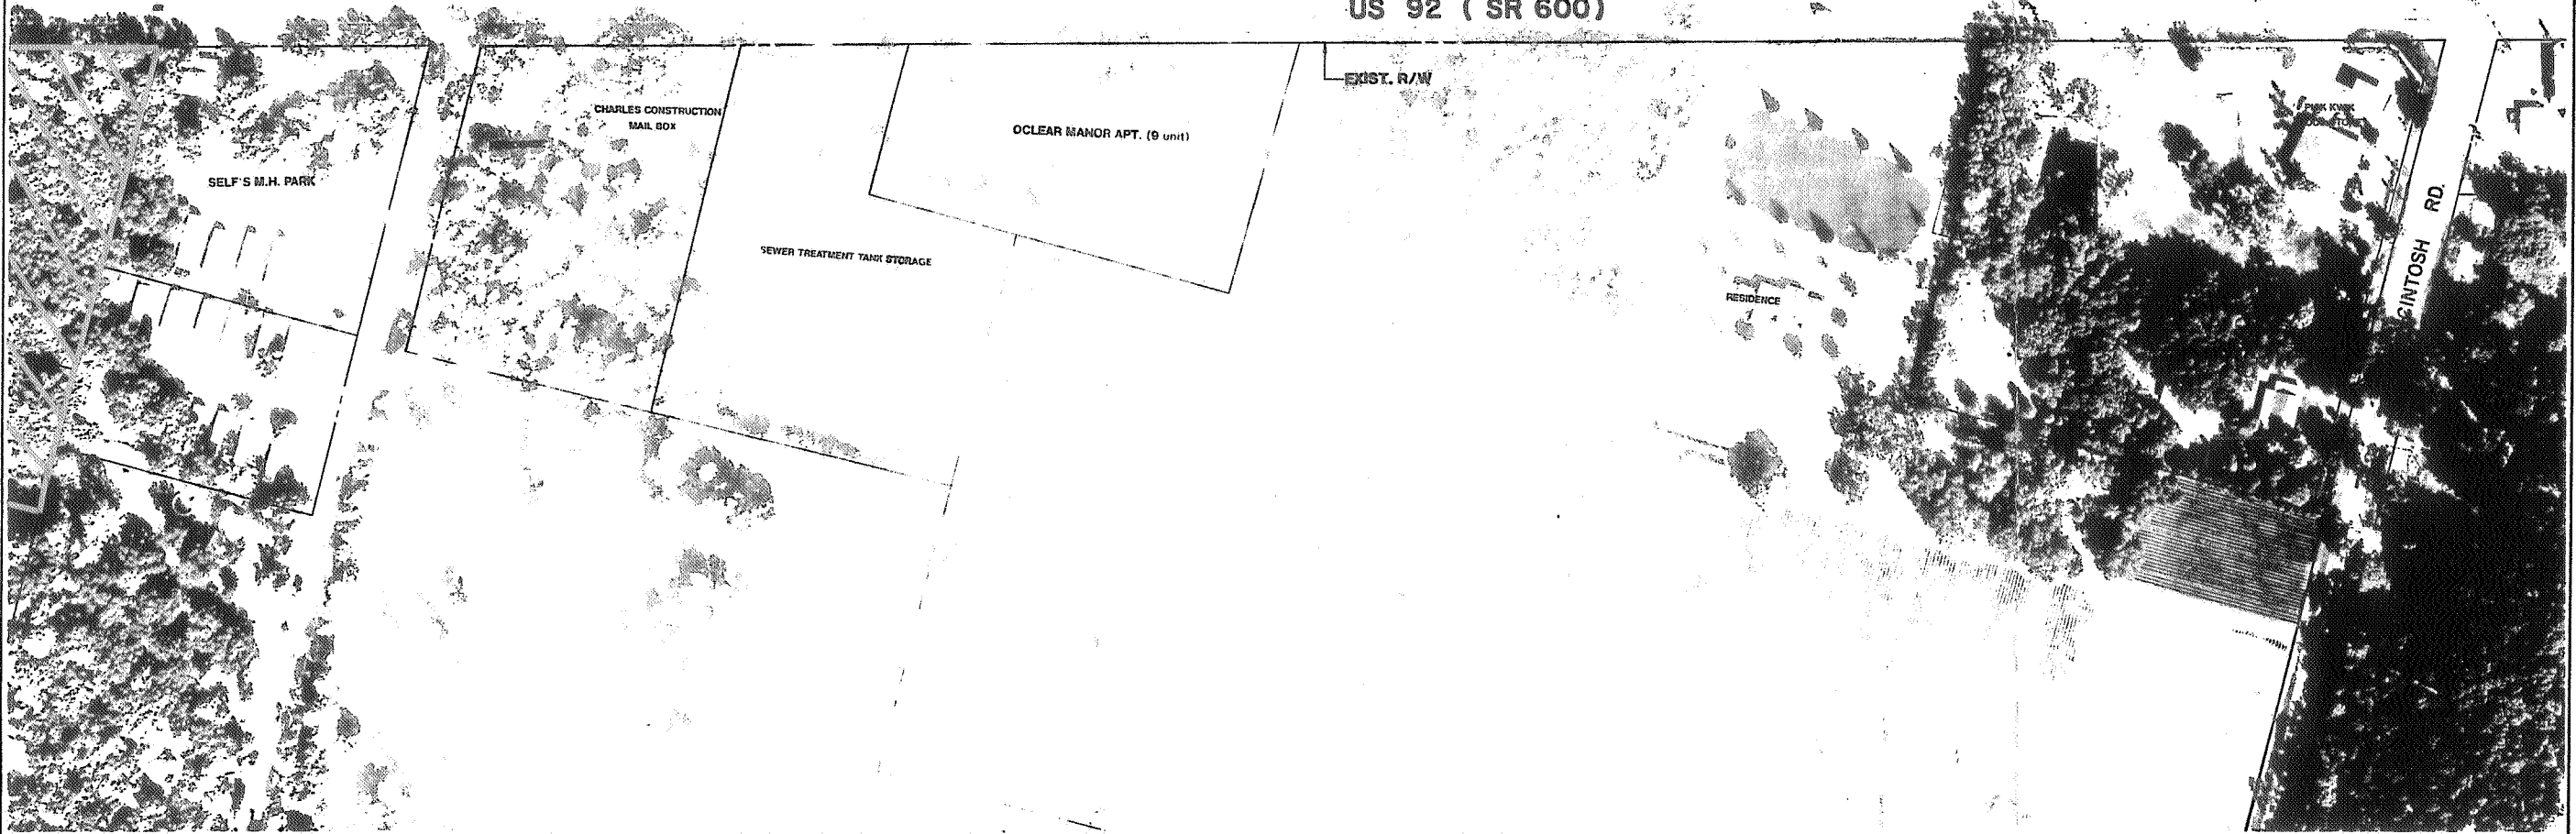 US 92 ( SR 600)
EXIST. R/W
CHARLES CONSTRUCTION
MAIL BOX
OCLEAR MANOR APT. (9 unit)
SELF'S M.H. PARK
SEWER TREATMENT TANK STORAGE
RESIDENCE
CINTOSH RD.